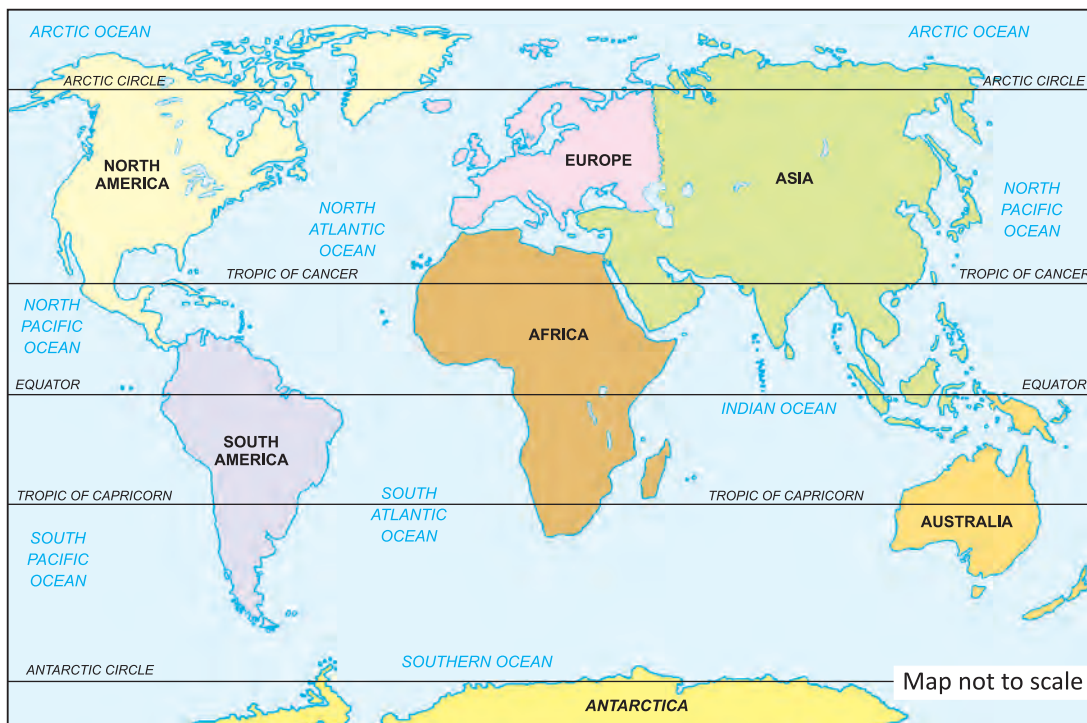 ARCTIC OCEAN
ARCTIC OCEAN
ARCTIC CIRCLE
ARCTIC CIRCLE
NORTH
AMERICA
EUROPE
ASIA
NORTH
ATLANTIC
OCEAN
NORTH
PACIFIC
OCEAN
TROPIC OF CANCER
TROPIC OF CANCER
NORTH
PACIFIC
OCEAN
AFRICA
EQUATOR
EQUATOR
INDIAN OCEAN
SOUTH
AMERICA
TROPIC OF CAPRICORN
SOUTH
ATLANTIC
OCEAN
TROPIC OF CAPRICORN
AUSTRALIA
SOUTH
PACIFIC
OCEAN
ANTARCTIC CIRCLE
SOUTHERN OCEAN
ANTARCTICA
Map not to scale